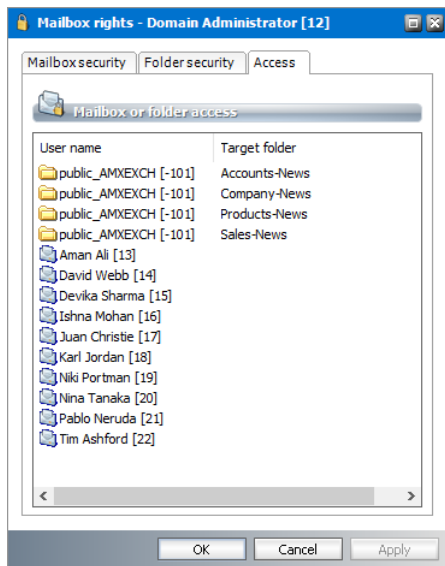 Mailbox rights - Domain Administrator [12]
Mailbox security Folder security Access
Mailbox or folder access
User name Target folder
public_AMXEXCH [-101] Accounts-News
public_AMXEXCH [-101] Company-News
public_AMXEXCH [-101] Products-News
public_AMXEXCH [-101] Sales-News
Aman Ali [13]
David Webb [14]
Devika Sharma [15]
Ishna Mohan [16]
Juan Christie [17]
Karl Jordan [18]
Niki Portman [19]
Nina Tanaka [20]
Pablo Neruda [21]
Tim Ashford [22]
OK Cancel Apply